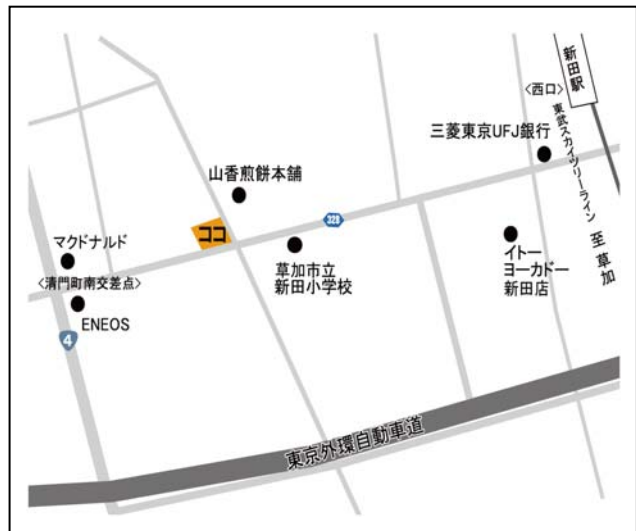 新田駅
〈西口〉
東武スカイツリーライン 至 草加
三菱東京UFJ銀行
山香煎餅本舗
328
ココ
マクドナルド
草加市立
新田小学校
イトー
ヨーカドー
新田店
〈清門町南交差点〉
ENEOS
4
東京外環自動車道